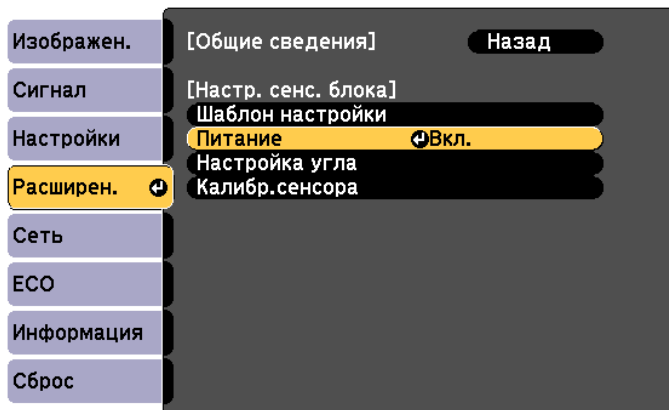 Изображен.
Сигнал
Настройки
Расширен.
Сеть
ECO
Информация
Сброс
[Общие сведения] Назад
[Настр. сенс. блока]
Шаблон настройки
Питание Вкл.
Настройка угла
Калибр.сенсора